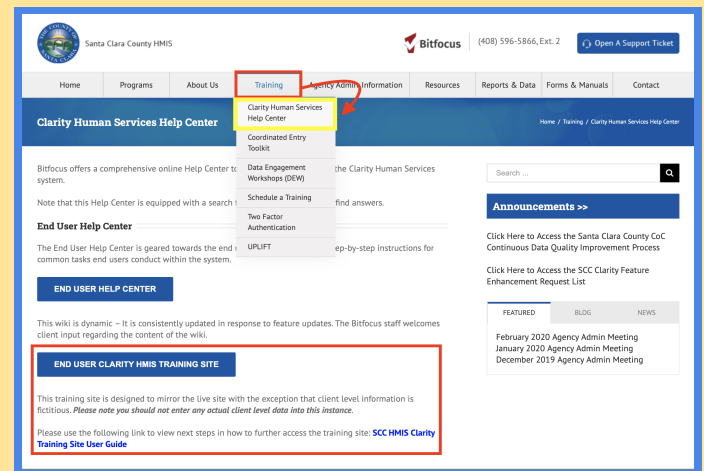 THE COUNTY OF
SANTA CLARA
Santa Clara County HMIS
Bitfocus
(408) 596-5866, Ext. 2
Open A Support Ticket
Home
Programs
About Us
Training
Agency Admin Information
Resources
Reports & Data
Forms & Manuals
Contact
Clarity Human Services Help Center
Home / Training / Clarity Human Services Help Center
Clarity Human Services
Help Center
Coordinated Entry
Toolkit
Data Engagement
Workshops (DEW)
Schedule a Training
Two Factor
Authentication
UPLIFT
Bitfocus offers a comprehensive online Help Center to the Clarity Human Services
system.
Note that this Help Center is equipped with a search find answers.
End User Help Center
The End User Help Center is geared towards the end ep-by-step instructions for
common tasks end users conduct within the system.
END USER HELP CENTER
This wiki is dynamic – It is consistently updated in response to feature updates. The Bitfocus staff welcomes
client input regarding the content of the wiki.
END USER CLARITY HMIS TRAINING SITE
This training site is designed to mirror the live site with the exception that client level information is
fictitious. Please note you should not enter any actual client level data into this instance.
Please use the following link to view next steps in how to further access the training site: SCC HMIS Clarity
Training Site User Guide
Search ...
Announcements >>
Click Here to Access the Santa Clara County CoC
Continuous Data Quality Improvement Process
Click Here to Access the SCC Clarity Feature
Enhancement Request List
FEATURED
BLOG
NEWS
February 2020 Agency Admin Meeting
January 2020 Agency Admin Meeting
December 2019 Agency Admin Meeting